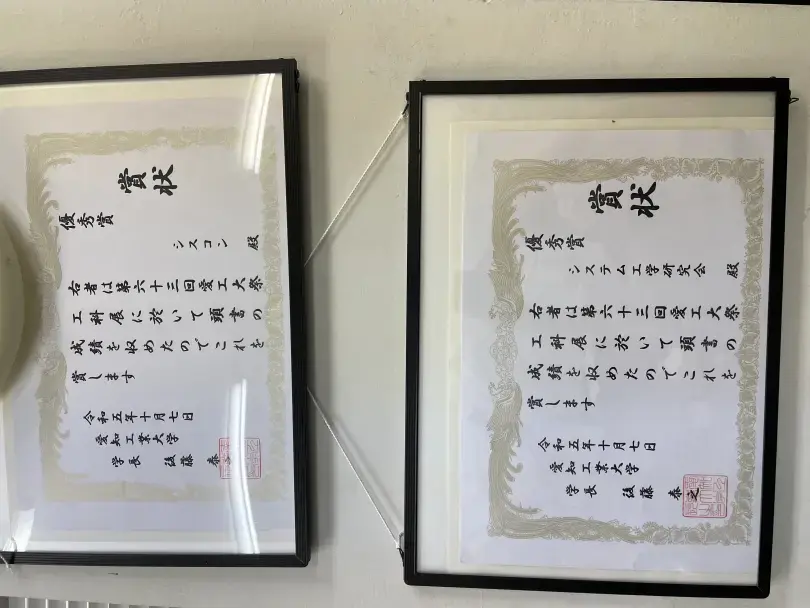 賞状
優秀賞
シスコン 殿
右者は第六十三回愛工大祭
工科展に於いて頭書の
成績を収めたのでこれを
賞します
令和五年十月七日
愛知工業大学
学長 後藤 泰
賞状
優秀賞
システム工学研究会 殿
右者は第六十三回愛工大祭
工科展に於いて頭書の
成績を収めたのでこれを
賞します
令和五年十月七日
愛知工業大学
学長 後藤 泰之